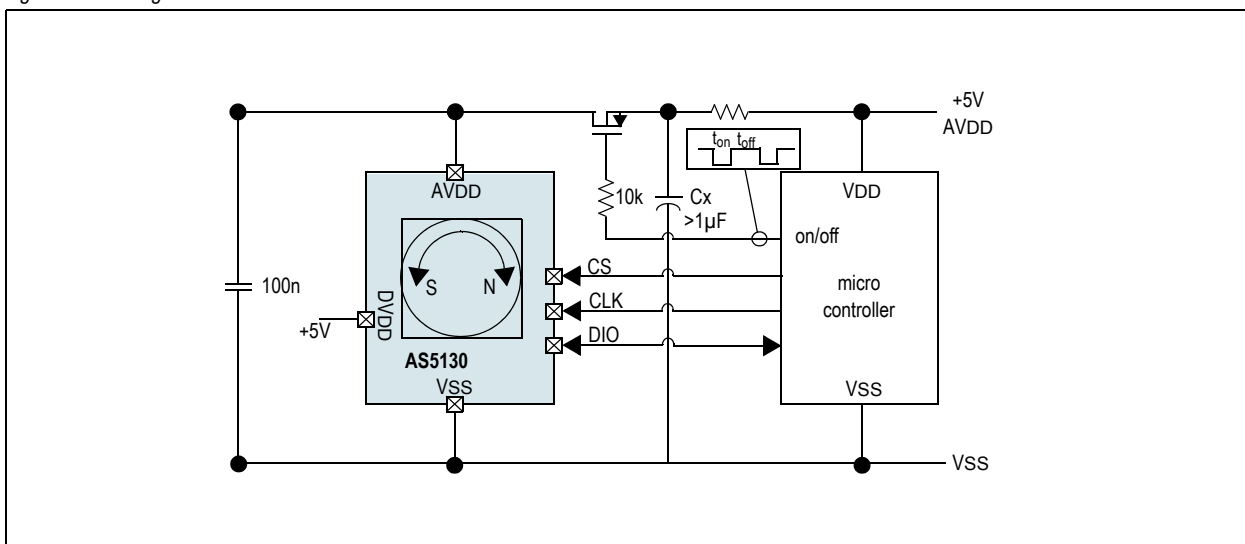 +5V
AVDD
ton toff
AVDD
10k
Cx
>1µF
VDD
on/off
CS
S N
micro
controller
100n
CLK
DVDD
+5V
DIO
AS5130
VSS
VSS
VSS